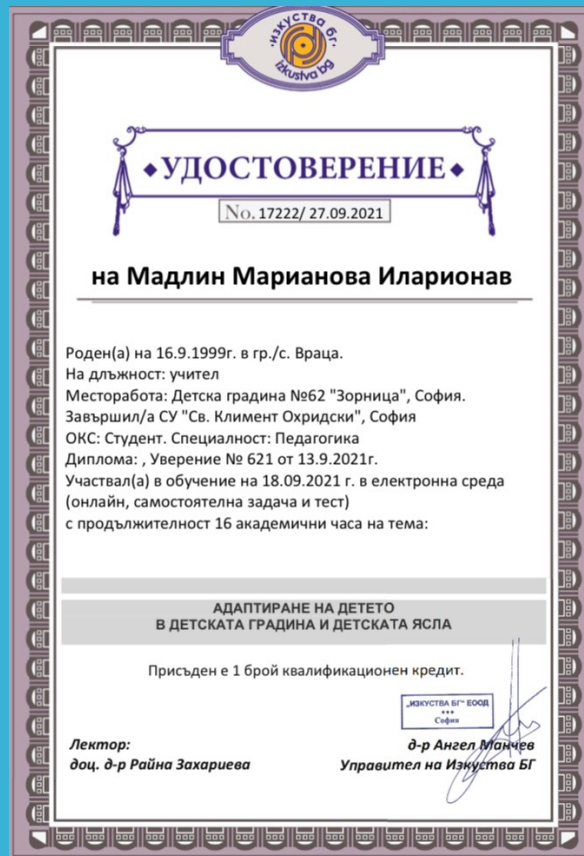 изкуства бг.
izkustva bg
УДОСТОВЕРЕНИЕ
No. 17222/ 27.09.2021
на Мадлин Марианова Иларионав
Роден(а) на 16.9.1999г. в гр./с. Враца.
На длъжност: учител
Месторабота: Детска градина №62 "Зорница", София.
Завършил/а СУ "Св. Климент Охридски", София
ОКС: Студент. Специалност: Педагогика
Диплома: , Уверение № 621 от 13.9.2021г.
Участвал(а) в обучение на 18.09.2021 г. в електронна среда
(онлайн, самостоятелна задача и тест)
с продължителност 16 академични часа на тема:
АДАПТИРАНЕ НА ДЕТЕТО
В ДЕТСКАТА ГРАДИНА И ДЕТСКАТА ЯСЛА
Присъден е 1 брой квалификационен кредит.
„ИЗКУСТВА БГ“ ЕООД
***
София
Лектор:
доц. д-р Райна Захариева
д-р Ангел Манчев
Управител на Изкуства БГ